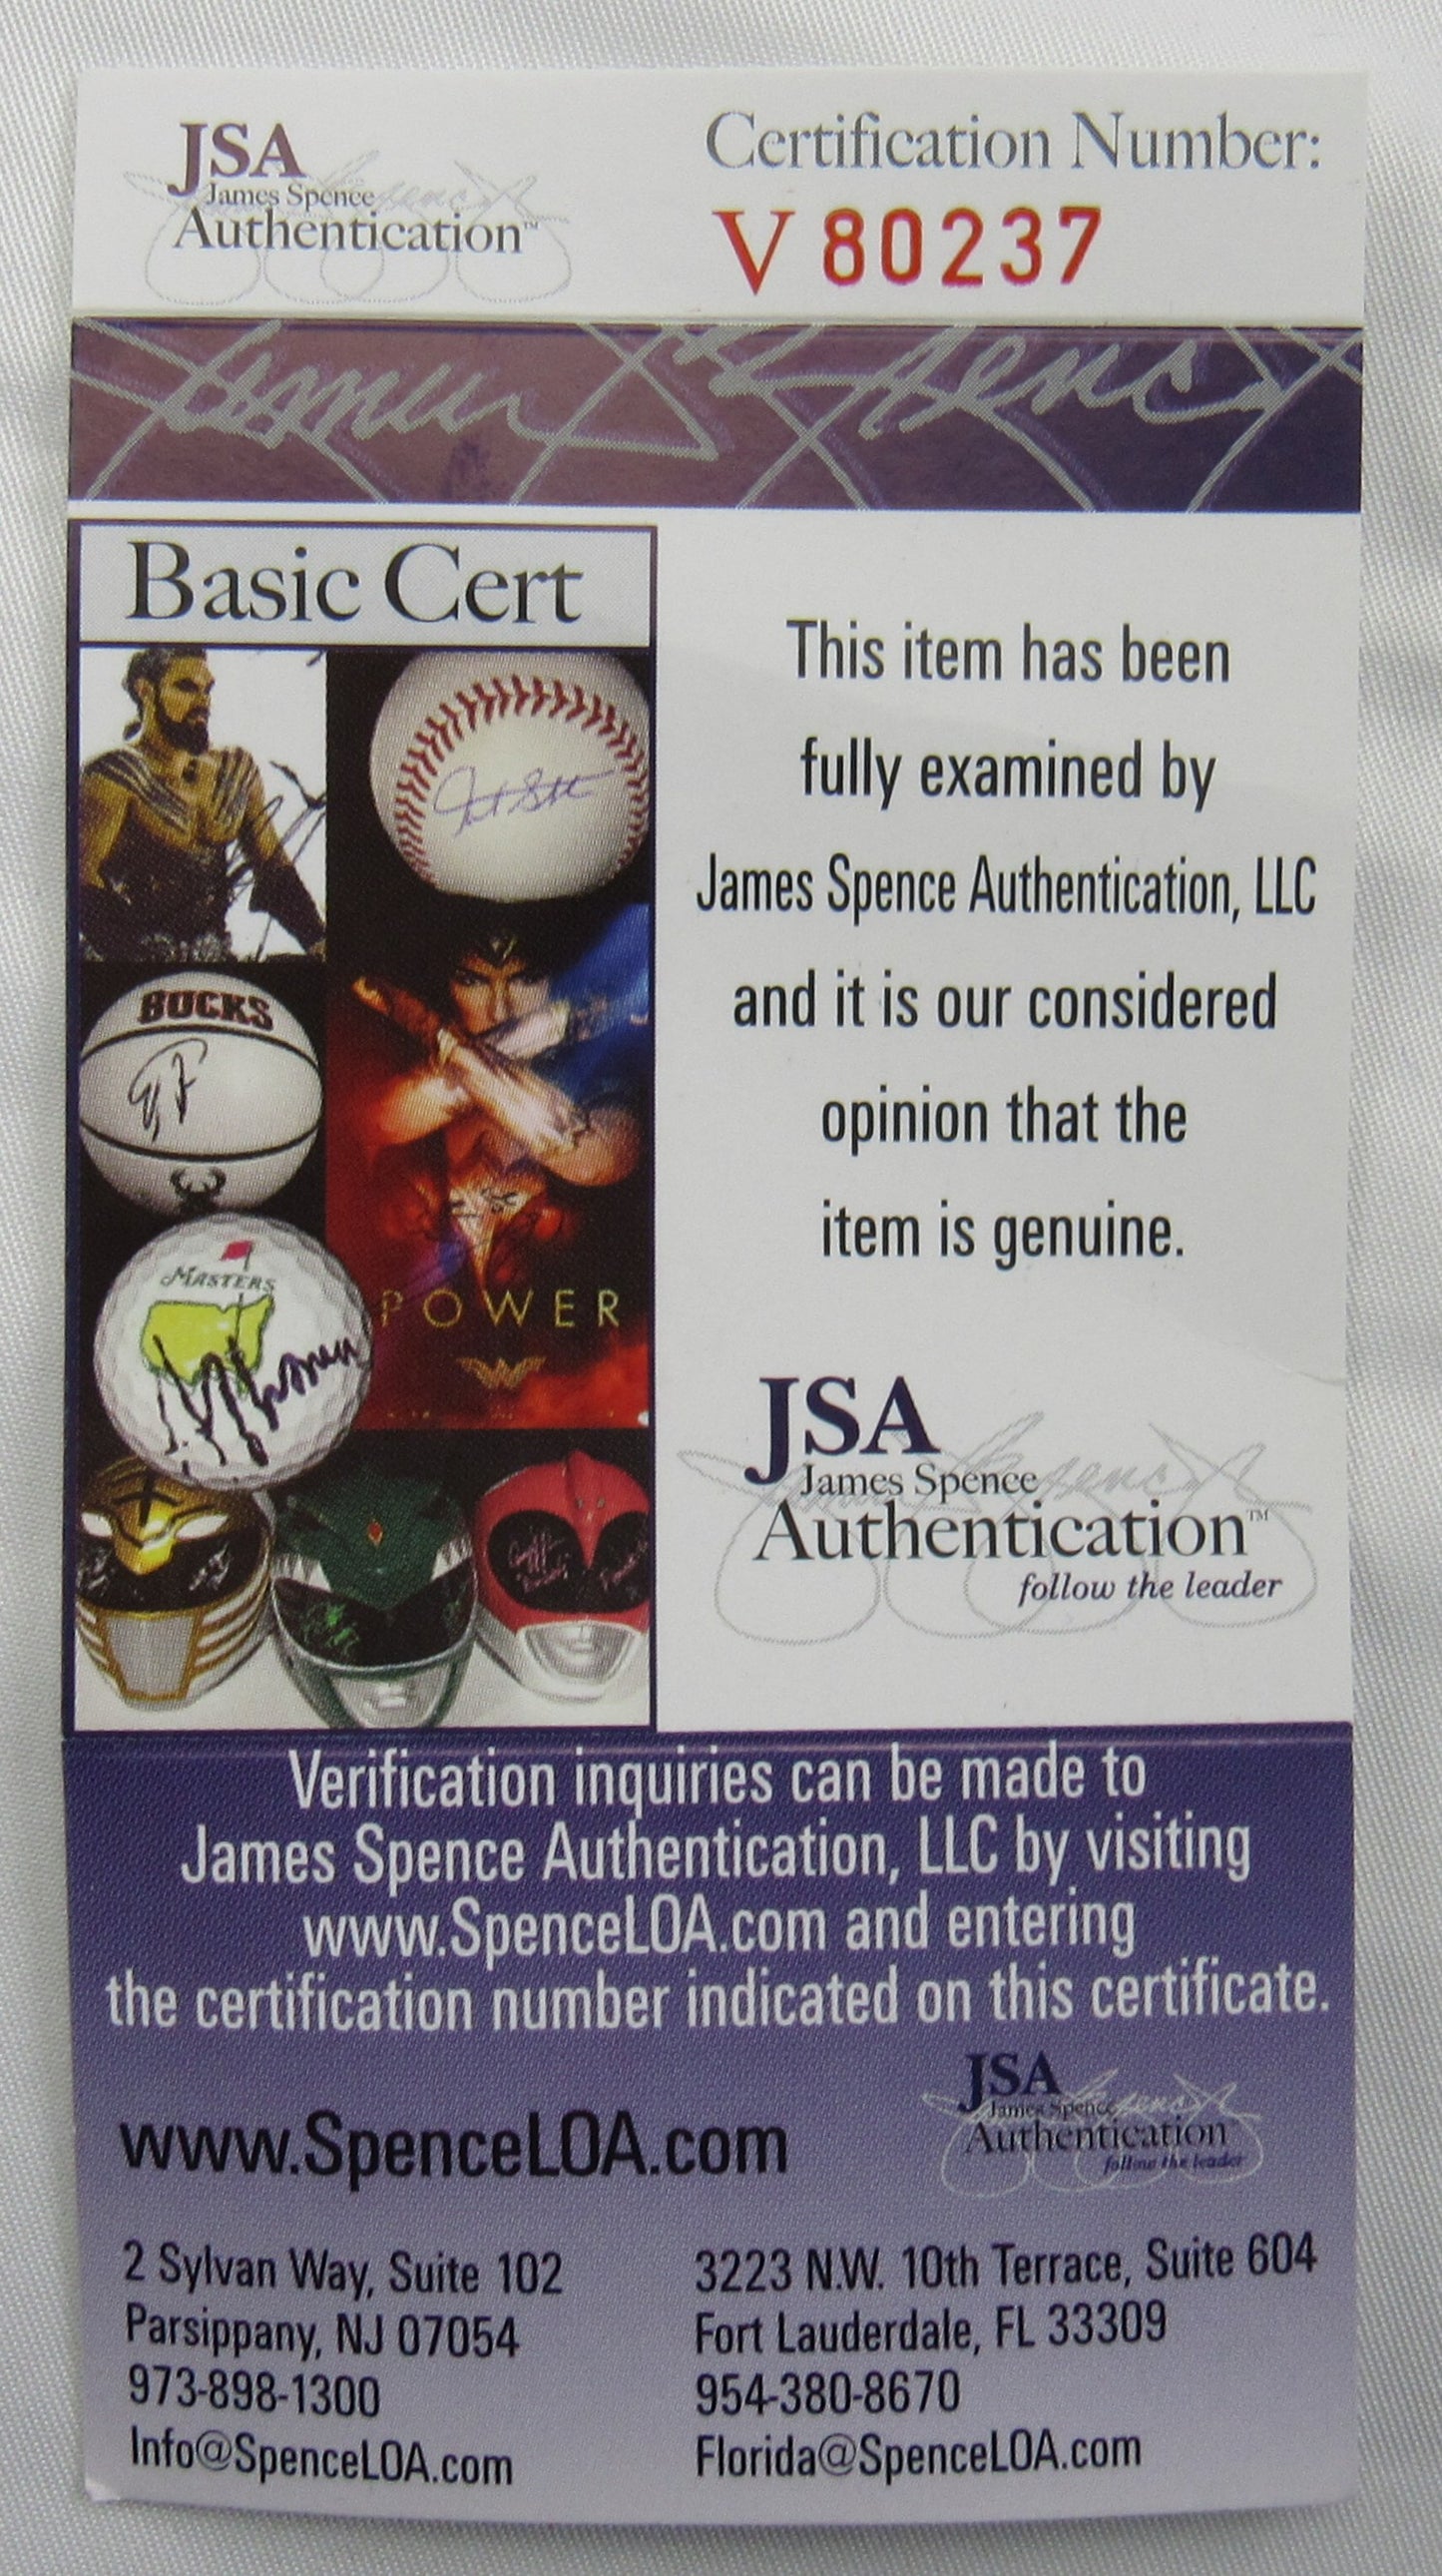 JSA
James Spence
Authentication™
Certification Number:
V 80237
James Spence
Basic Cert
BUCKS
MASTERS
POWER
This item has been
fully examined by
James Spence Authentication, LLC
and it is our considered
opinion that the
item is genuine.
JSA
James Spence
Authentication™
follow the leader
Verification inquiries can be made to
James Spence Authentication, LLC by visiting
www.SpenceLOA.com and entering
the certification number indicated on this certificate.
www.SpenceLOA.com
JSA
James Spence
Authentication
follow the leader
2 Sylvan Way, Suite 102
Parsippany, NJ 07054
973-898-1300
Info@SpenceLOA.com
3223 N.W. 10th Terrace, Suite 604
Fort Lauderdale, FL 33309
954-380-8670
Florida@SpenceLOA.com